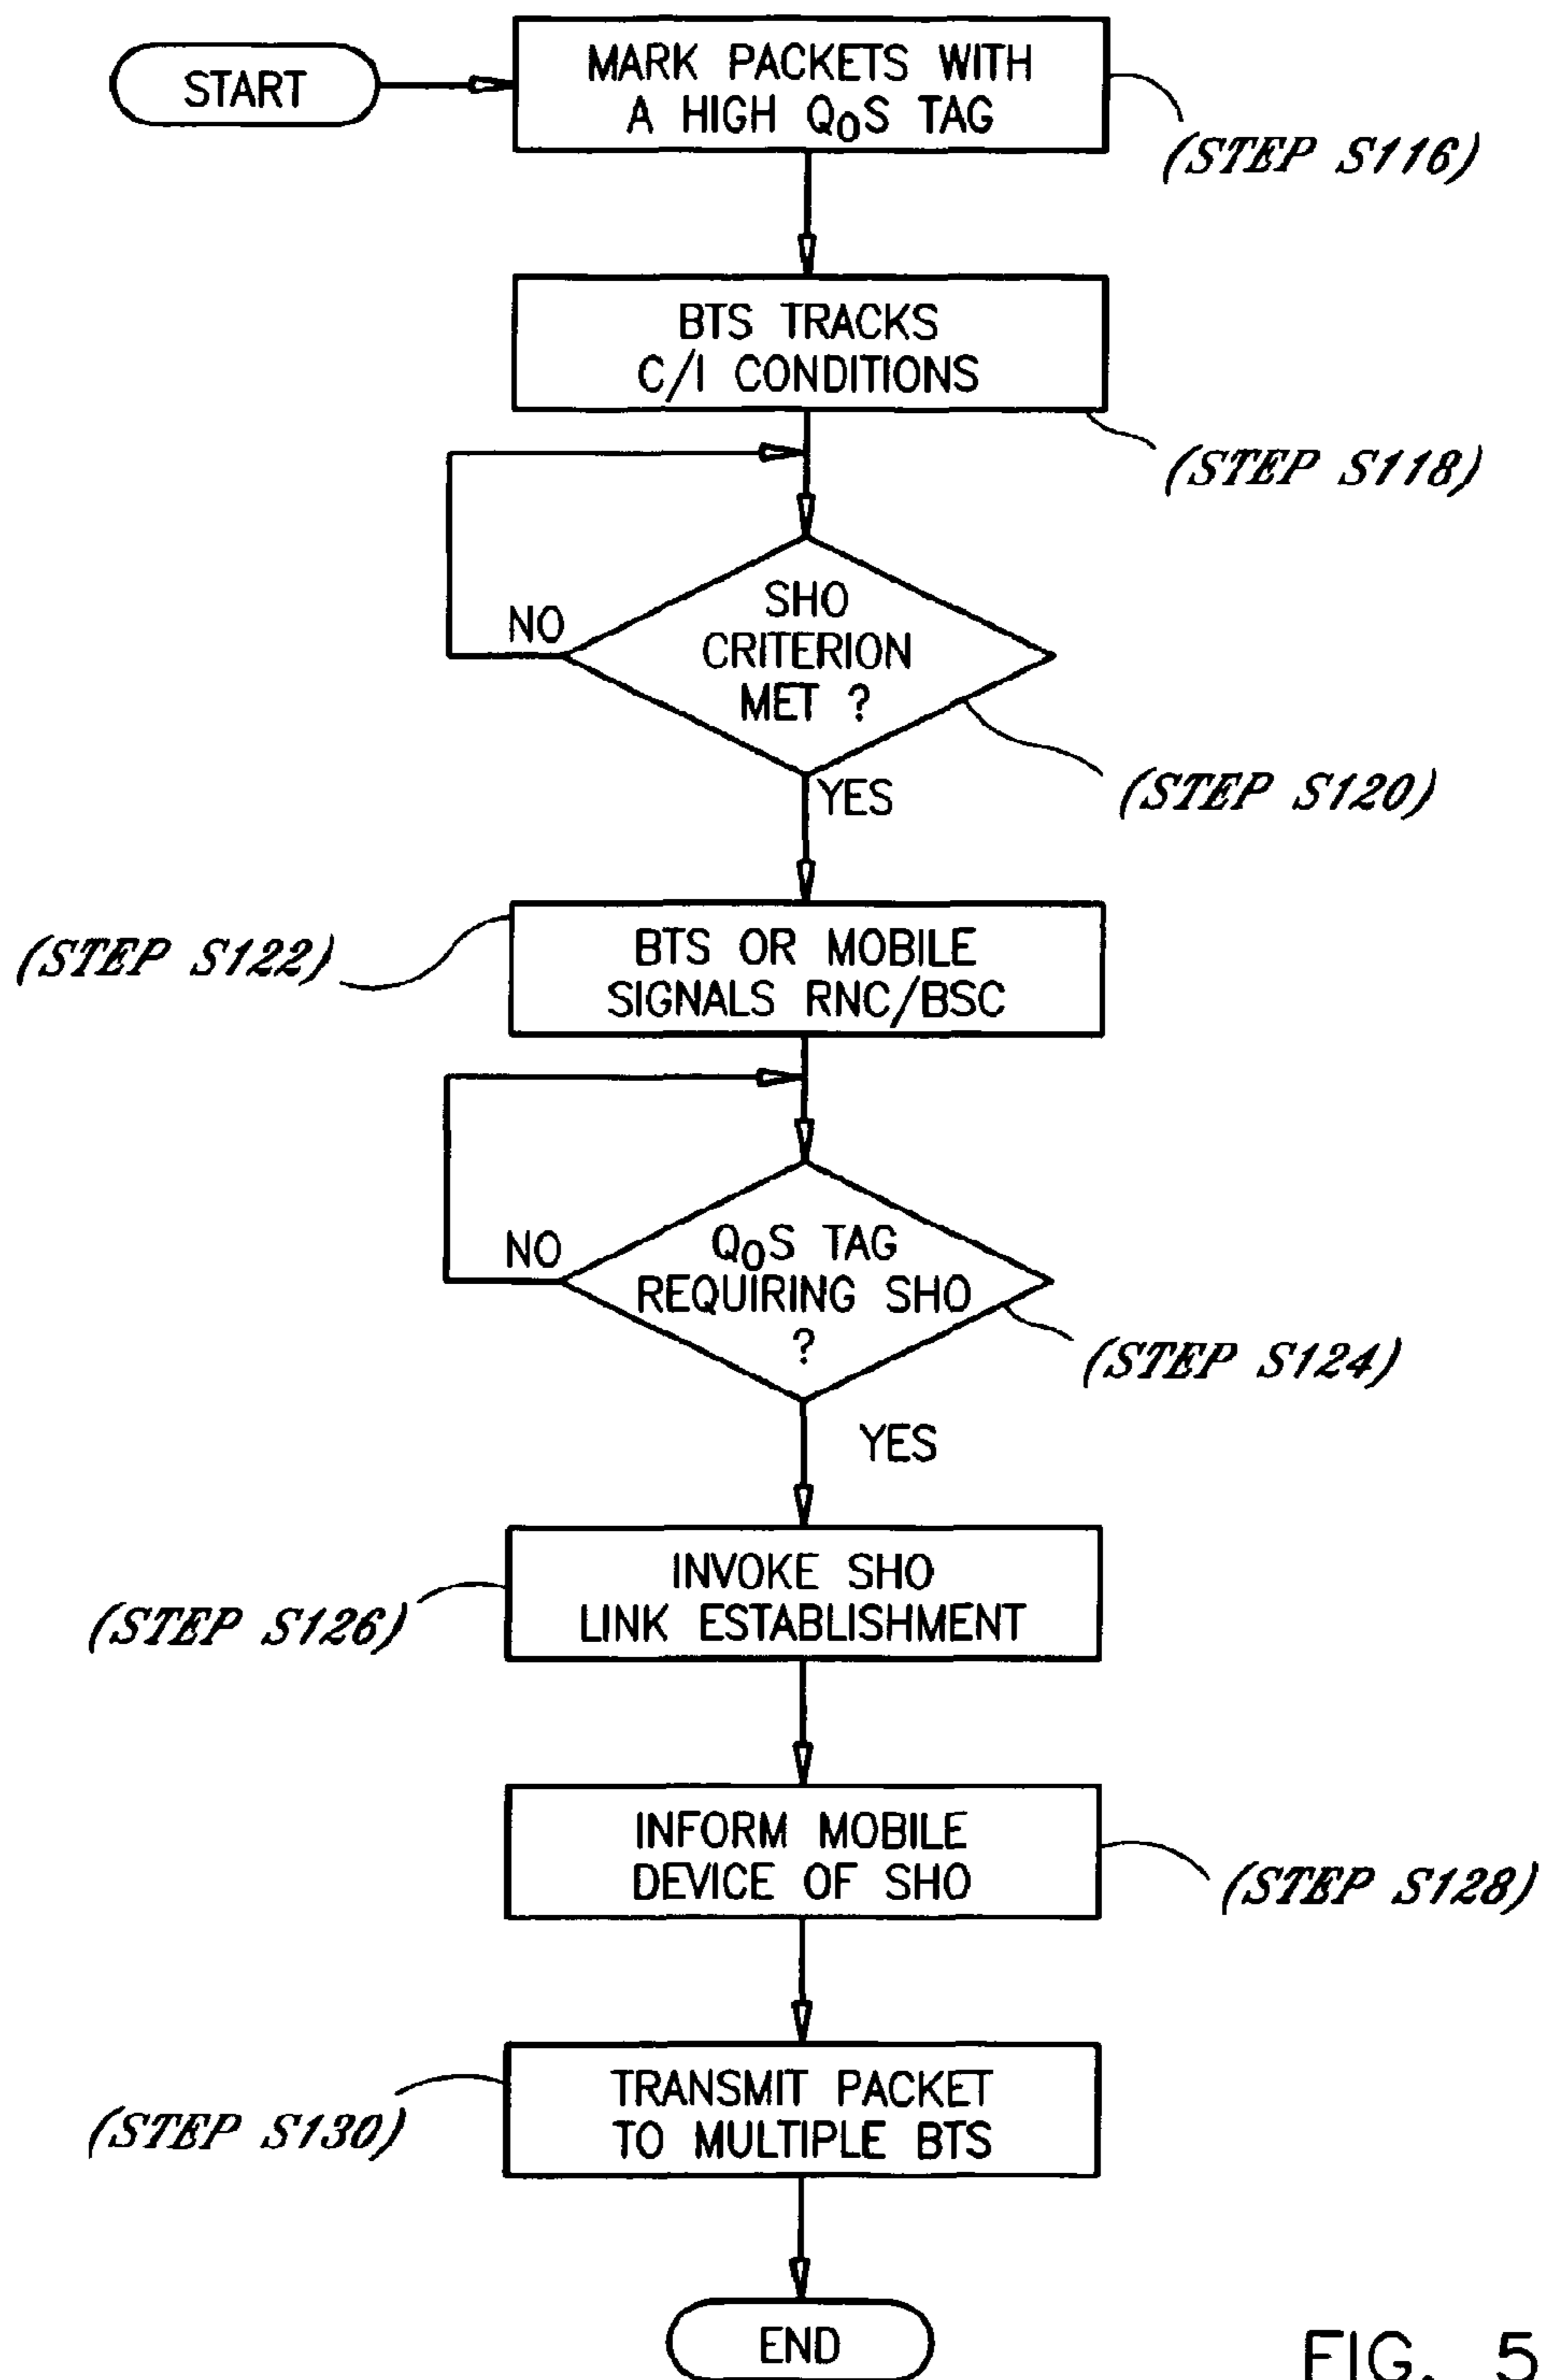 START
MARK PACKETS WITH
A HIGH QoS TAG
(STEP S116)
BTS TRACKS
C/I CONDITIONS
(STEP S118)
SHO
CRITERION
MET ?
NO
(STEP S120)
YES
BTS OR MOBILE
SIGNALS RNC/BSC
(STEP S122)
QoS TAG
REQUIRING SHO
?
NO
(STEP S124)
YES
INVOKE SHO
LINK ESTABLISHMENT
(STEP S126)
INFORM MOBILE
DEVICE OF SHO
(STEP S128)
TRANSMIT PACKET
TO MULTIPLE BTS
(STEP S130)
END
FIG. 5